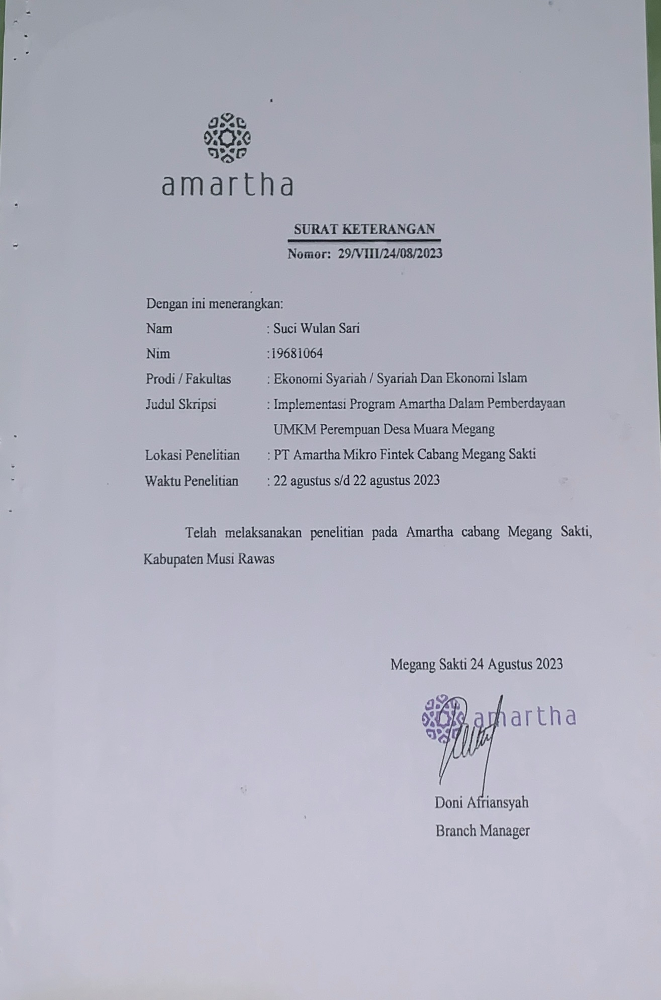 amartha
SURAT KETERANGAN
Nomor: 29/VIII/24/08/2023
Dengan ini menerangkan:
Nam : Suci Wulan Sari
Nim :19681064
Prodi / Fakultas : Ekonomi Syariah / Syariah Dan Ekonomi Islam
Judul Skripsi : Implementasi Program Amartha Dalam Pemberdayaan
UMKM Perempuan Desa Muara Megang
Lokasi Penelitian : PT Amartha Mikro Fintek Cabang Megang Sakti
Waktu Penelitian : 22 agustus s/d 22 agustus 2023
Telah melaksanakan penelitian pada Amartha cabang Megang Sakti,
Kabupaten Musi Rawas
Megang Sakti 24 Agustus 2023
amartha
Doni Afriansyah
Branch Manager